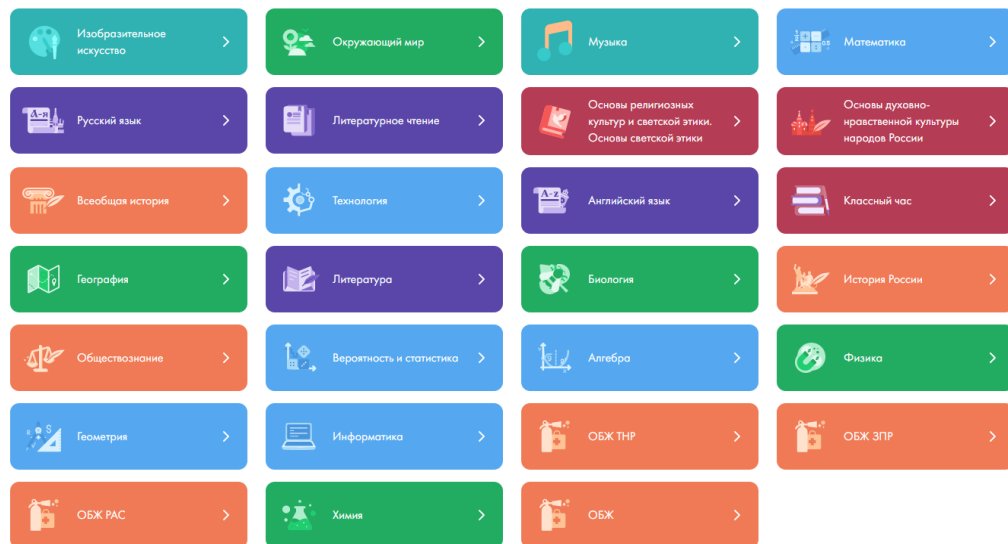 Изобразительное
искусство
Окружающий мир
Музыка
Математика
А-я
Русский язык
Литературное чтение
Основы религиозных
культур и светской этики.
Основы светской этики
Основы духовно-
нравственной культуры
народов России
Всеобщая история
Технология
A-Z
Английский язык
Классный час
География
Литература
Биология
История России
Обществознание
Вероятность и статистика
Алгебра
Физика
S
Геометрия
Информатика
ОБЖ ТНР
ОБЖ ЗПР
ОБЖ РАС
Химия
ОБЖ